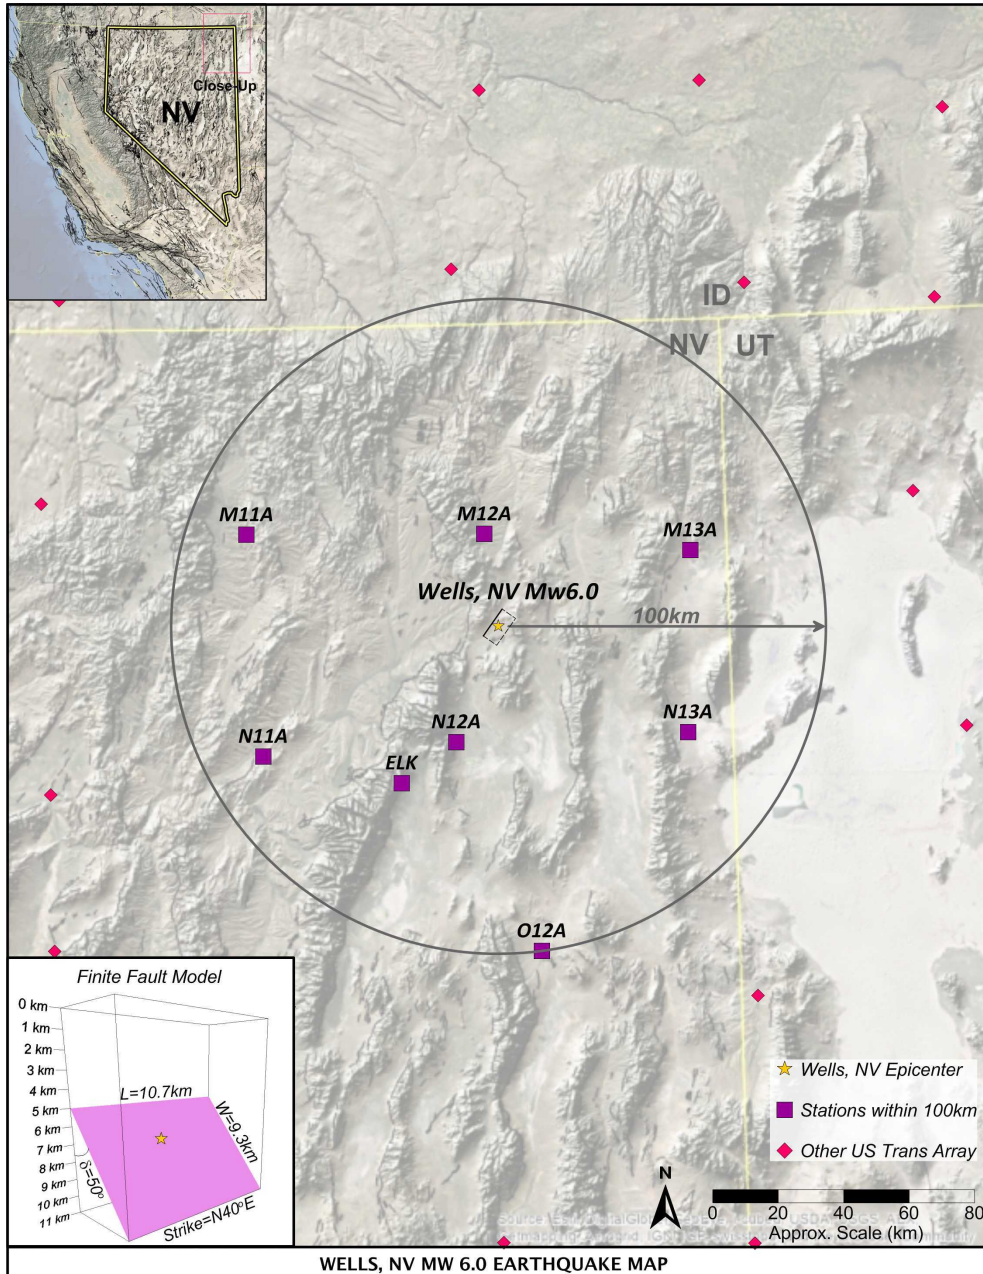 Close-Up
NV
ID
NV
UT
M11A
M12A
M13A
Wells, NV Mw6.0
100km
N11A
N12A
N13A
ELK
O12A
Finite Fault Model
0 km
1 km
2 km
3 km
4 km
5 km
6 km
7 km
8 km
9 km
10 km
11 km
L=10.7km
W=9.3km
δ=50º
Strike=N40ºE
Wells, NV Epicenter
Stations within 100km
Other US Trans Array
N
0 20 40 60 80
Approx. Scale (km)
WELLS, NV MW 6.0 EARTHQUAKE MAP